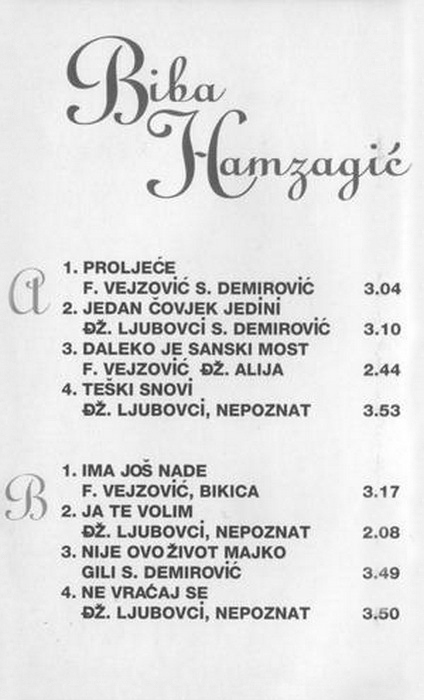 Biba
Hamzagić
A
1. PROLJEĆE
F. VEJZOVIĆ S. DEMIROVIĆ 3.04
2. JEDAN ČOVJEK JEDINI
ĐŽ. LJUBOVCI S. DEMIROVIĆ 3.10
3. DALEKO JE SANSKI MOST
F. VEJZOVIĆ ĐŽ. ALIJA 2.44
4. TEŠKI SNOVI
ĐŽ. LJUBOVCI, NEPOZNAT 3.53
B
1. IMA JOŠ NADE
F. VEJZOVIĆ, BIKICA 3.17
2. JA TE VOLIM
ĐŽ. LJUBOVCI, NEPOZNAT 2.08
3. NIJE OVO ŽIVOT MAJKO
GILI S. DEMIROVIĆ 3.49
4. NE VRAĆAJ SE
ĐŽ. LJUBOVCI, NEPOZNAT 3.50